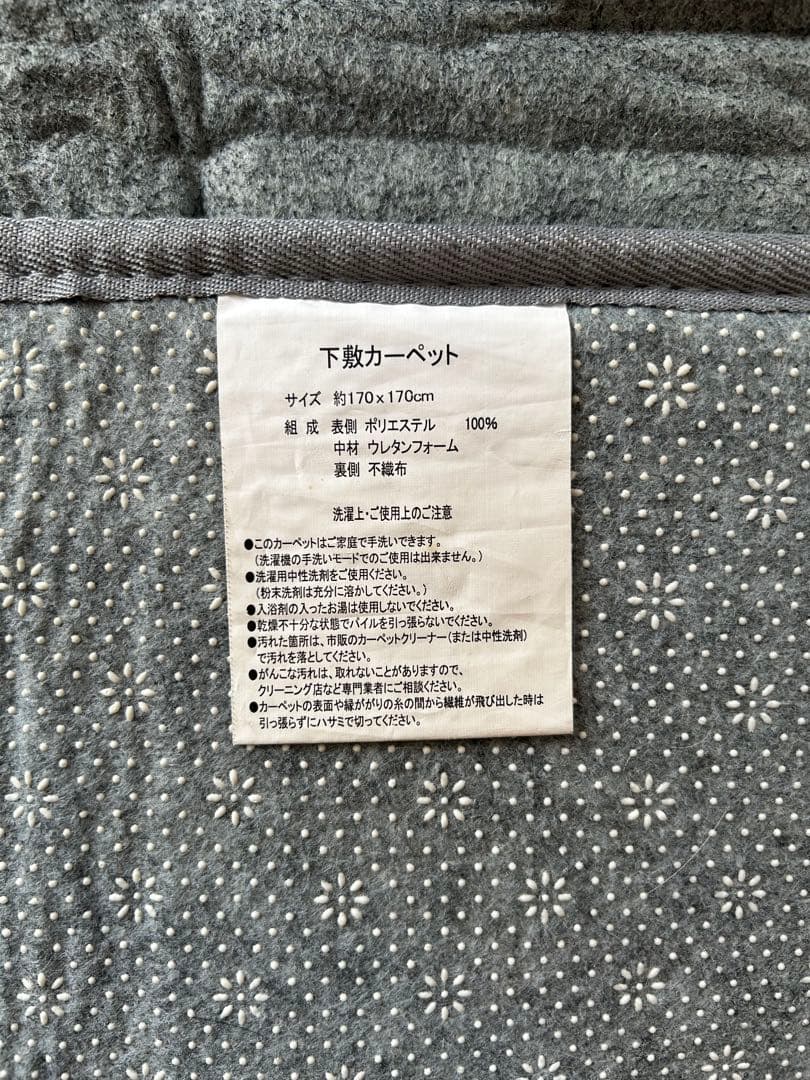 下敷カーペット
サイズ 約170x170cm
組 成 表側 ポリエステル 100%
中材 ウレタンフォーム
裏側 不織布
洗濯上・ご使用上のご注意
●このカーペットはご家庭で手洗いできます。
(洗濯機の手洗いモードでのご使用は出来ません。)
●洗濯用中性洗剤をご使用ください。
(粉末洗剤は充分に溶かしてください。)
●入浴剤の入ったお湯は使用しないでください。
●乾燥不十分な状態でパイルを引っ張らないでください。
●汚れた箇所は、市販のカーペットクリーナー(または中性洗剤)
で汚れを落としてください。
●がんこな汚れは、取れないことがありますので、
クリーニング店など専門業者にご相談ください。
●カーペットの表面や縁がかりの糸の間から繊維が飛び出した時は
引っ張らずにハサミで切ってください。